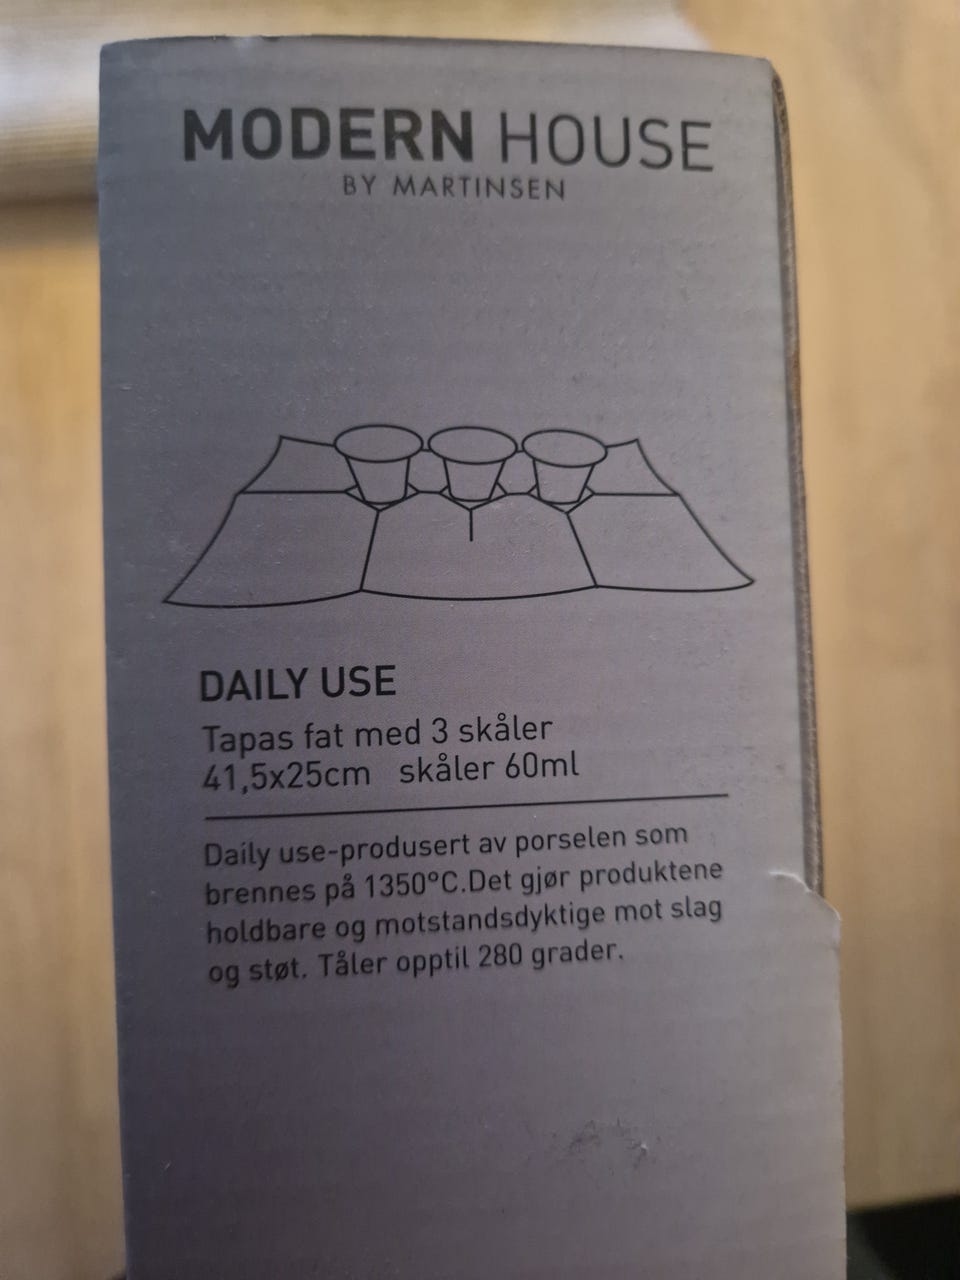 MODERN HOUSE
BY MARTINSEN
DAILY USE
Tapas fat med 3 skåler
41,5x25cm skåler 60ml
Daily use-produsert av porselen som
brennes på 1350°C.Det gjør produktene
holdbare og motstandsdyktige mot slag
og støt. Tåler opptil 280 grader.